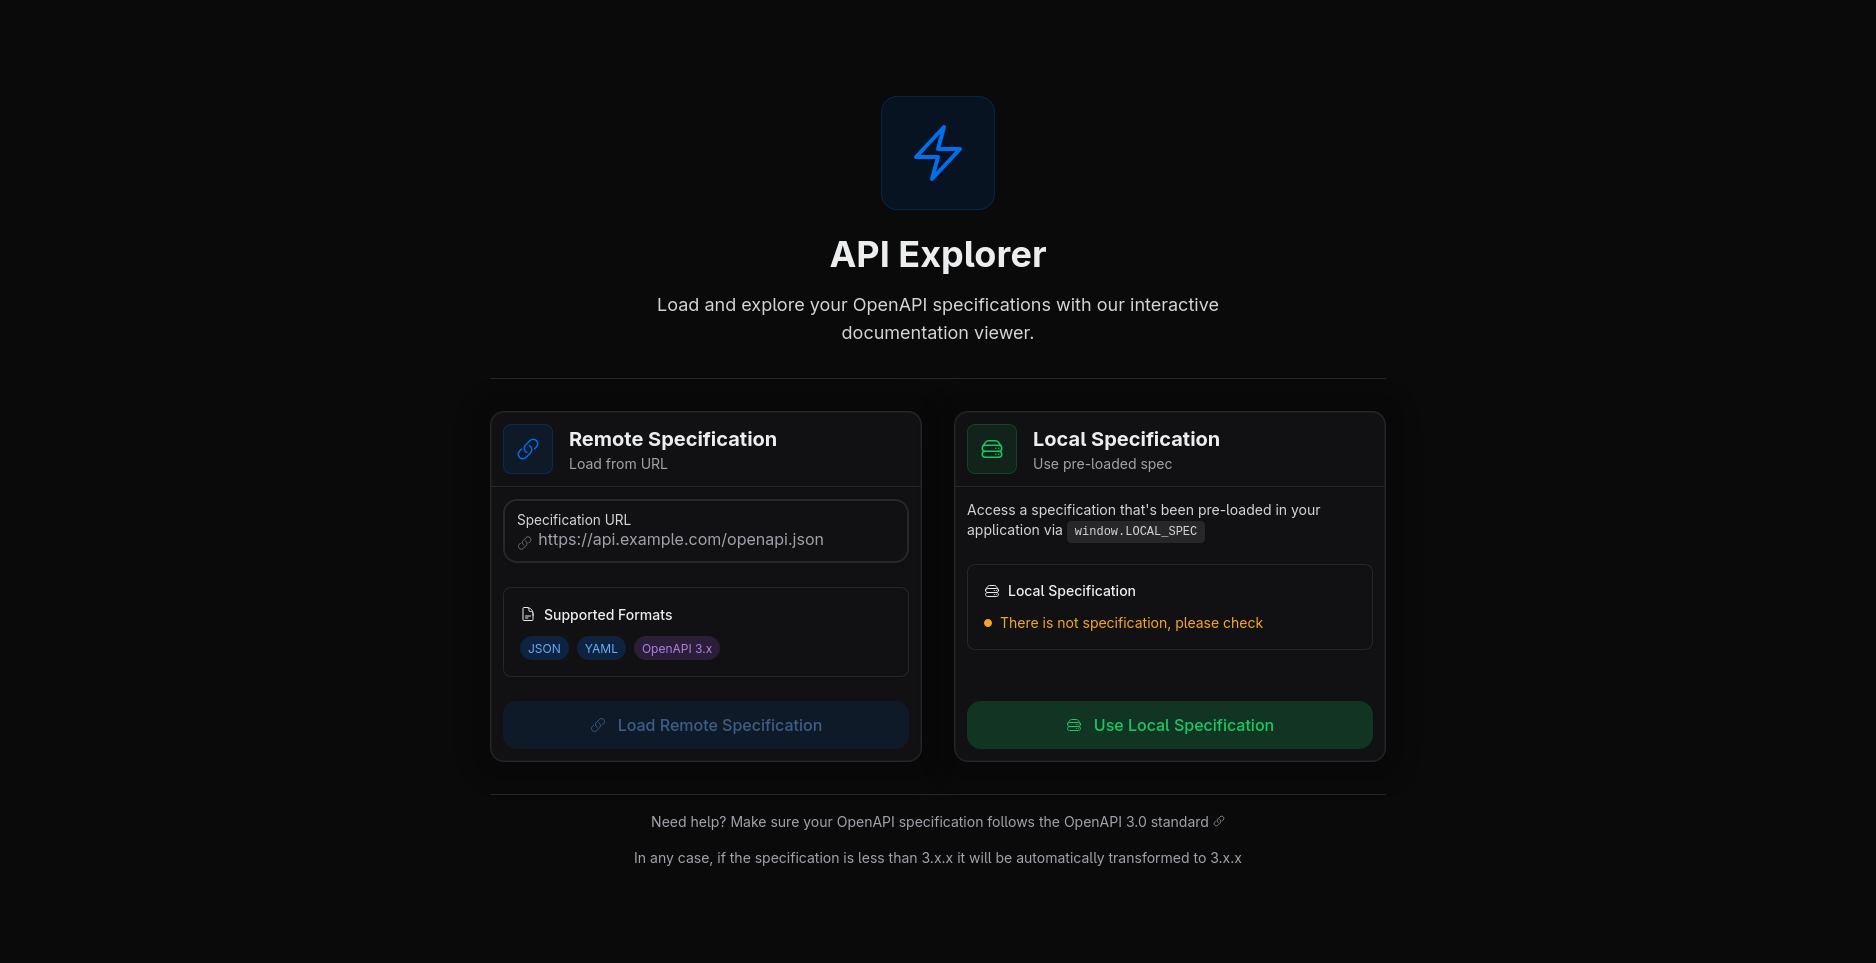 API Explorer
Load and explore your OpenAPI specifications with our interactive
documentation viewer.
Remote Specification
Load from URL
Specification URL
https://api.example.com/openapi.json
Supported Formats
JSON YAML OpenAPI 3.x
Load Remote Specification
Local Specification
Use pre-loaded spec
Access a specification that's been pre-loaded in your
application via window.LOCAL_SPEC
Local Specification
There is not specification, please check
Use Local Specification
Need help? Make sure your OpenAPI specification follows the OpenAPI 3.0 standard
In any case, if the specification is less than 3.x.x it will be automatically transformed to 3.x.x